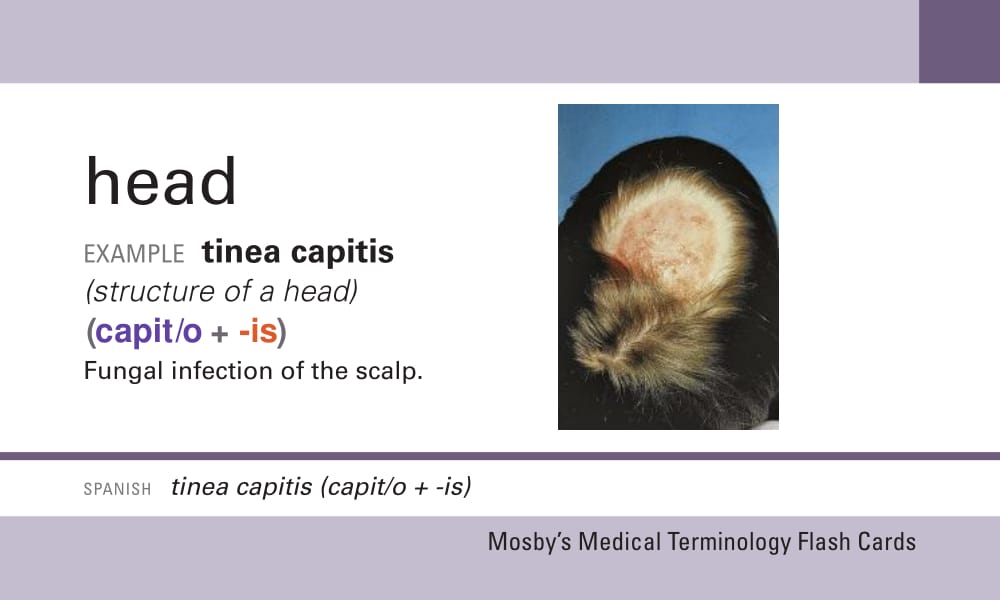 head
EXAMPLE tinea capitis
(structure of a head)
(capit/o + -is)
Fungal infection of the scalp.
SPANISH tinea capitis (capit/o + -is)
Mosby's Medical Terminology Flash Cards